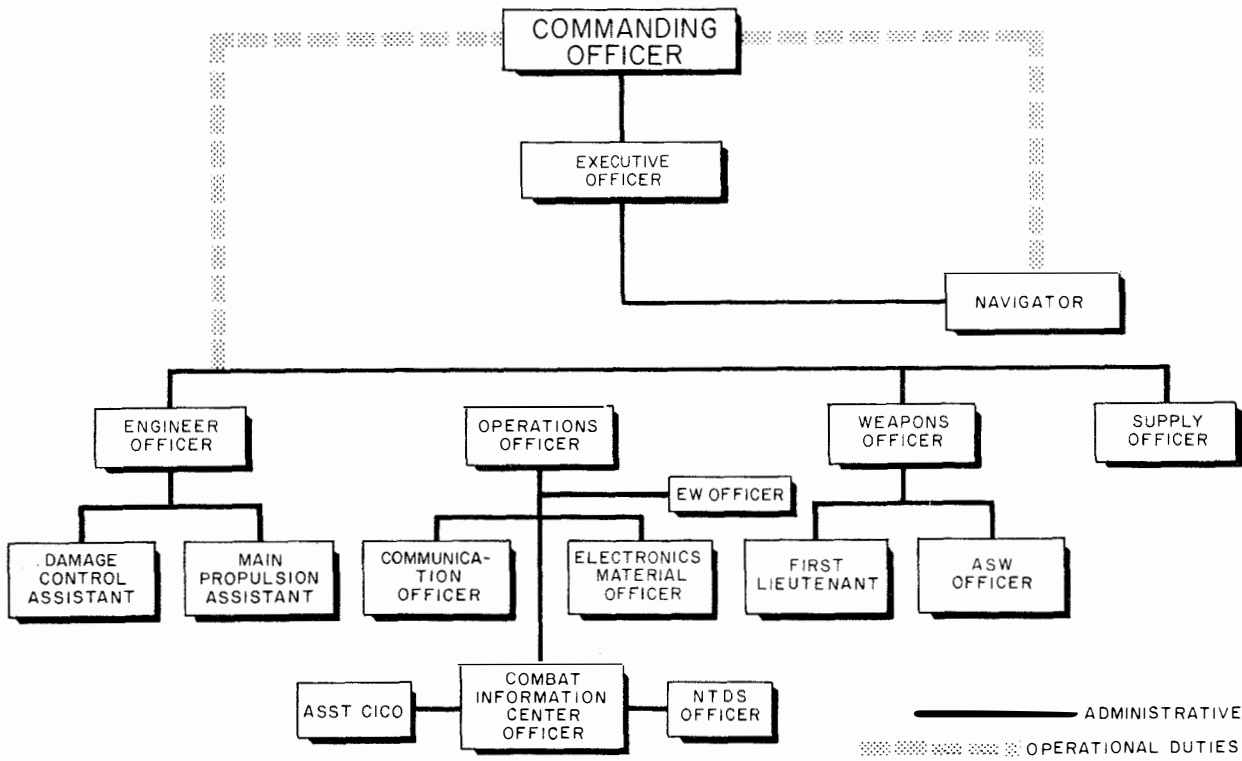 COMMANDING
OFFICER
EXECUTIVE
OFFICER
NAVIGATOR
ENGINEER
OFFICER
OPERATIONS
OFFICER
WEAPONS
OFFICER
SUPPLY
OFFICER
EW OFFICER
DAMAGE
CONTROL
ASSISTANT
MAIN
PROPULSION
ASSISTANT
COMMUNICA-
TION
OFFICER
ELECTRONICS
MATERIAL
OFFICER
FIRST
LIEUTENANT
ASW
OFFICER
ASST CICO
COMBAT
INFORMATION
CENTER
OFFICER
NTDS
OFFICER
ADMINISTRATIVE
OPERATIONAL DUTIES